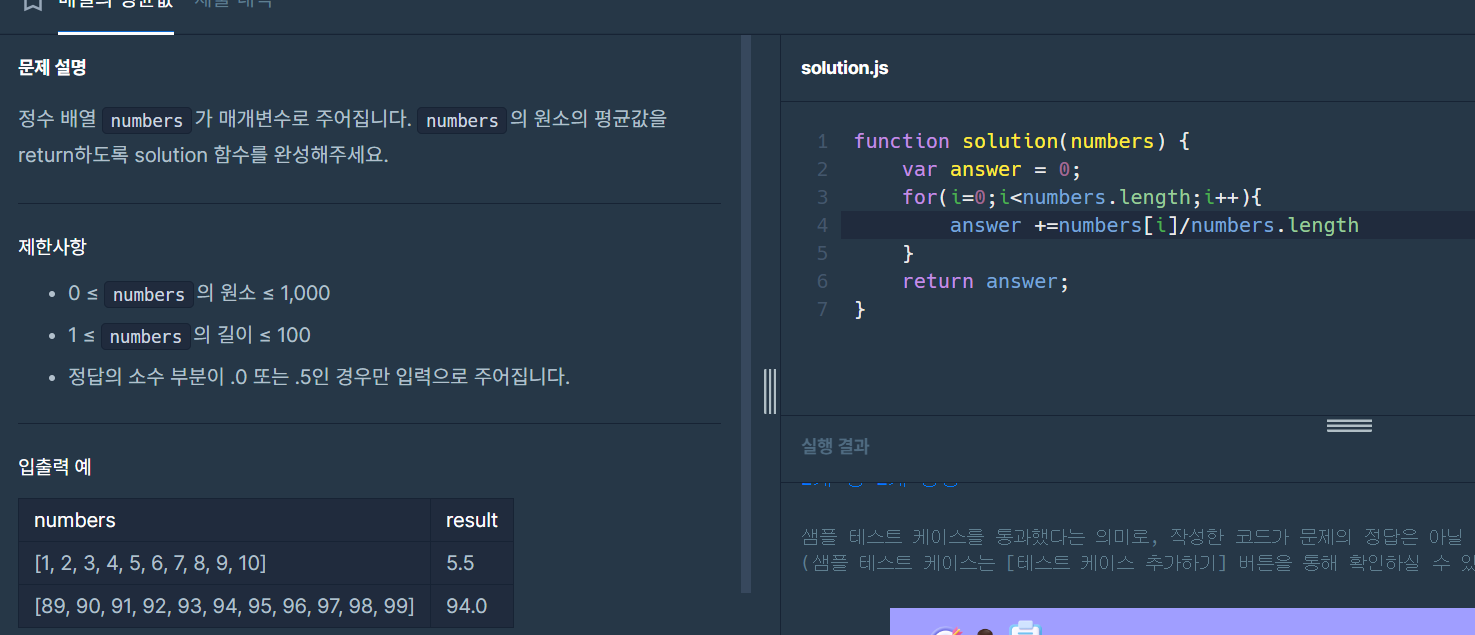 배열의 평균값 제출 내역
문제 설명
정수 배열 numbers가 매개변수로 주어집니다. numbers의 원소의 평균값을
return하도록 solution 함수를 완성해주세요.
제한사항
• 0 ≤ numbers의 원소 ≤ 1,000
• 1 ≤ numbers의 길이 ≤ 100
• 정답의 소수 부분이 .0 또는 .5인 경우만 입력으로 주어집니다.
입출력 예
numbers result
[1, 2, 3, 4, 5, 6, 7, 8, 9, 10] 5.5
[89, 90, 91, 92, 93, 94, 95, 96, 97, 98, 99] 94.0
solution.js
1 function solution(numbers) {
2     var answer = 0;
3     for(i=0;i<numbers.length;i++){
4         answer +=numbers[i]/numbers.length
5     }
6     return answer;
7 }
실행 결과
샘플 테스트 케이스를 통과했다는 의미로, 작성한 코드가 문제의 정답은 아닐
(샘플 테스트 케이스는 [테스트 케이스 추가하기] 버튼을 통해 확인하실 수